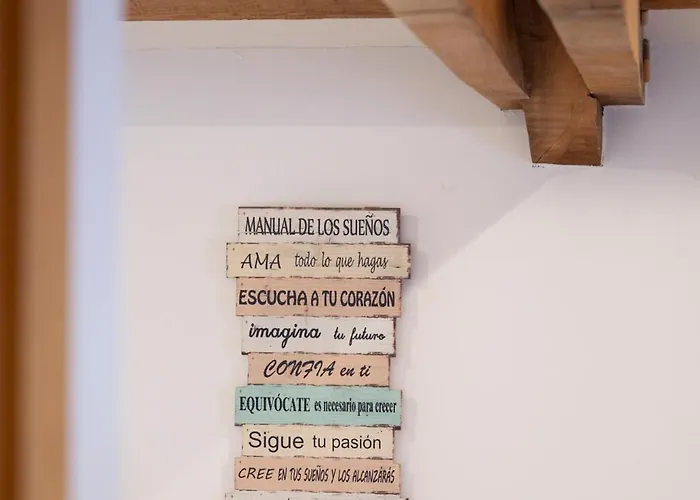 MANUAL DE LOS SUEÑOS
AMA todo lo que hagas
ESCUCHA A TU CORAZÓN
imagina tu futuro
CONFIA en ti
EQUIVÓCATE es necesario para crecer
Sigue tu pasión
CREE EN TUS SUEÑOS Y LOS ALCANZARÁS